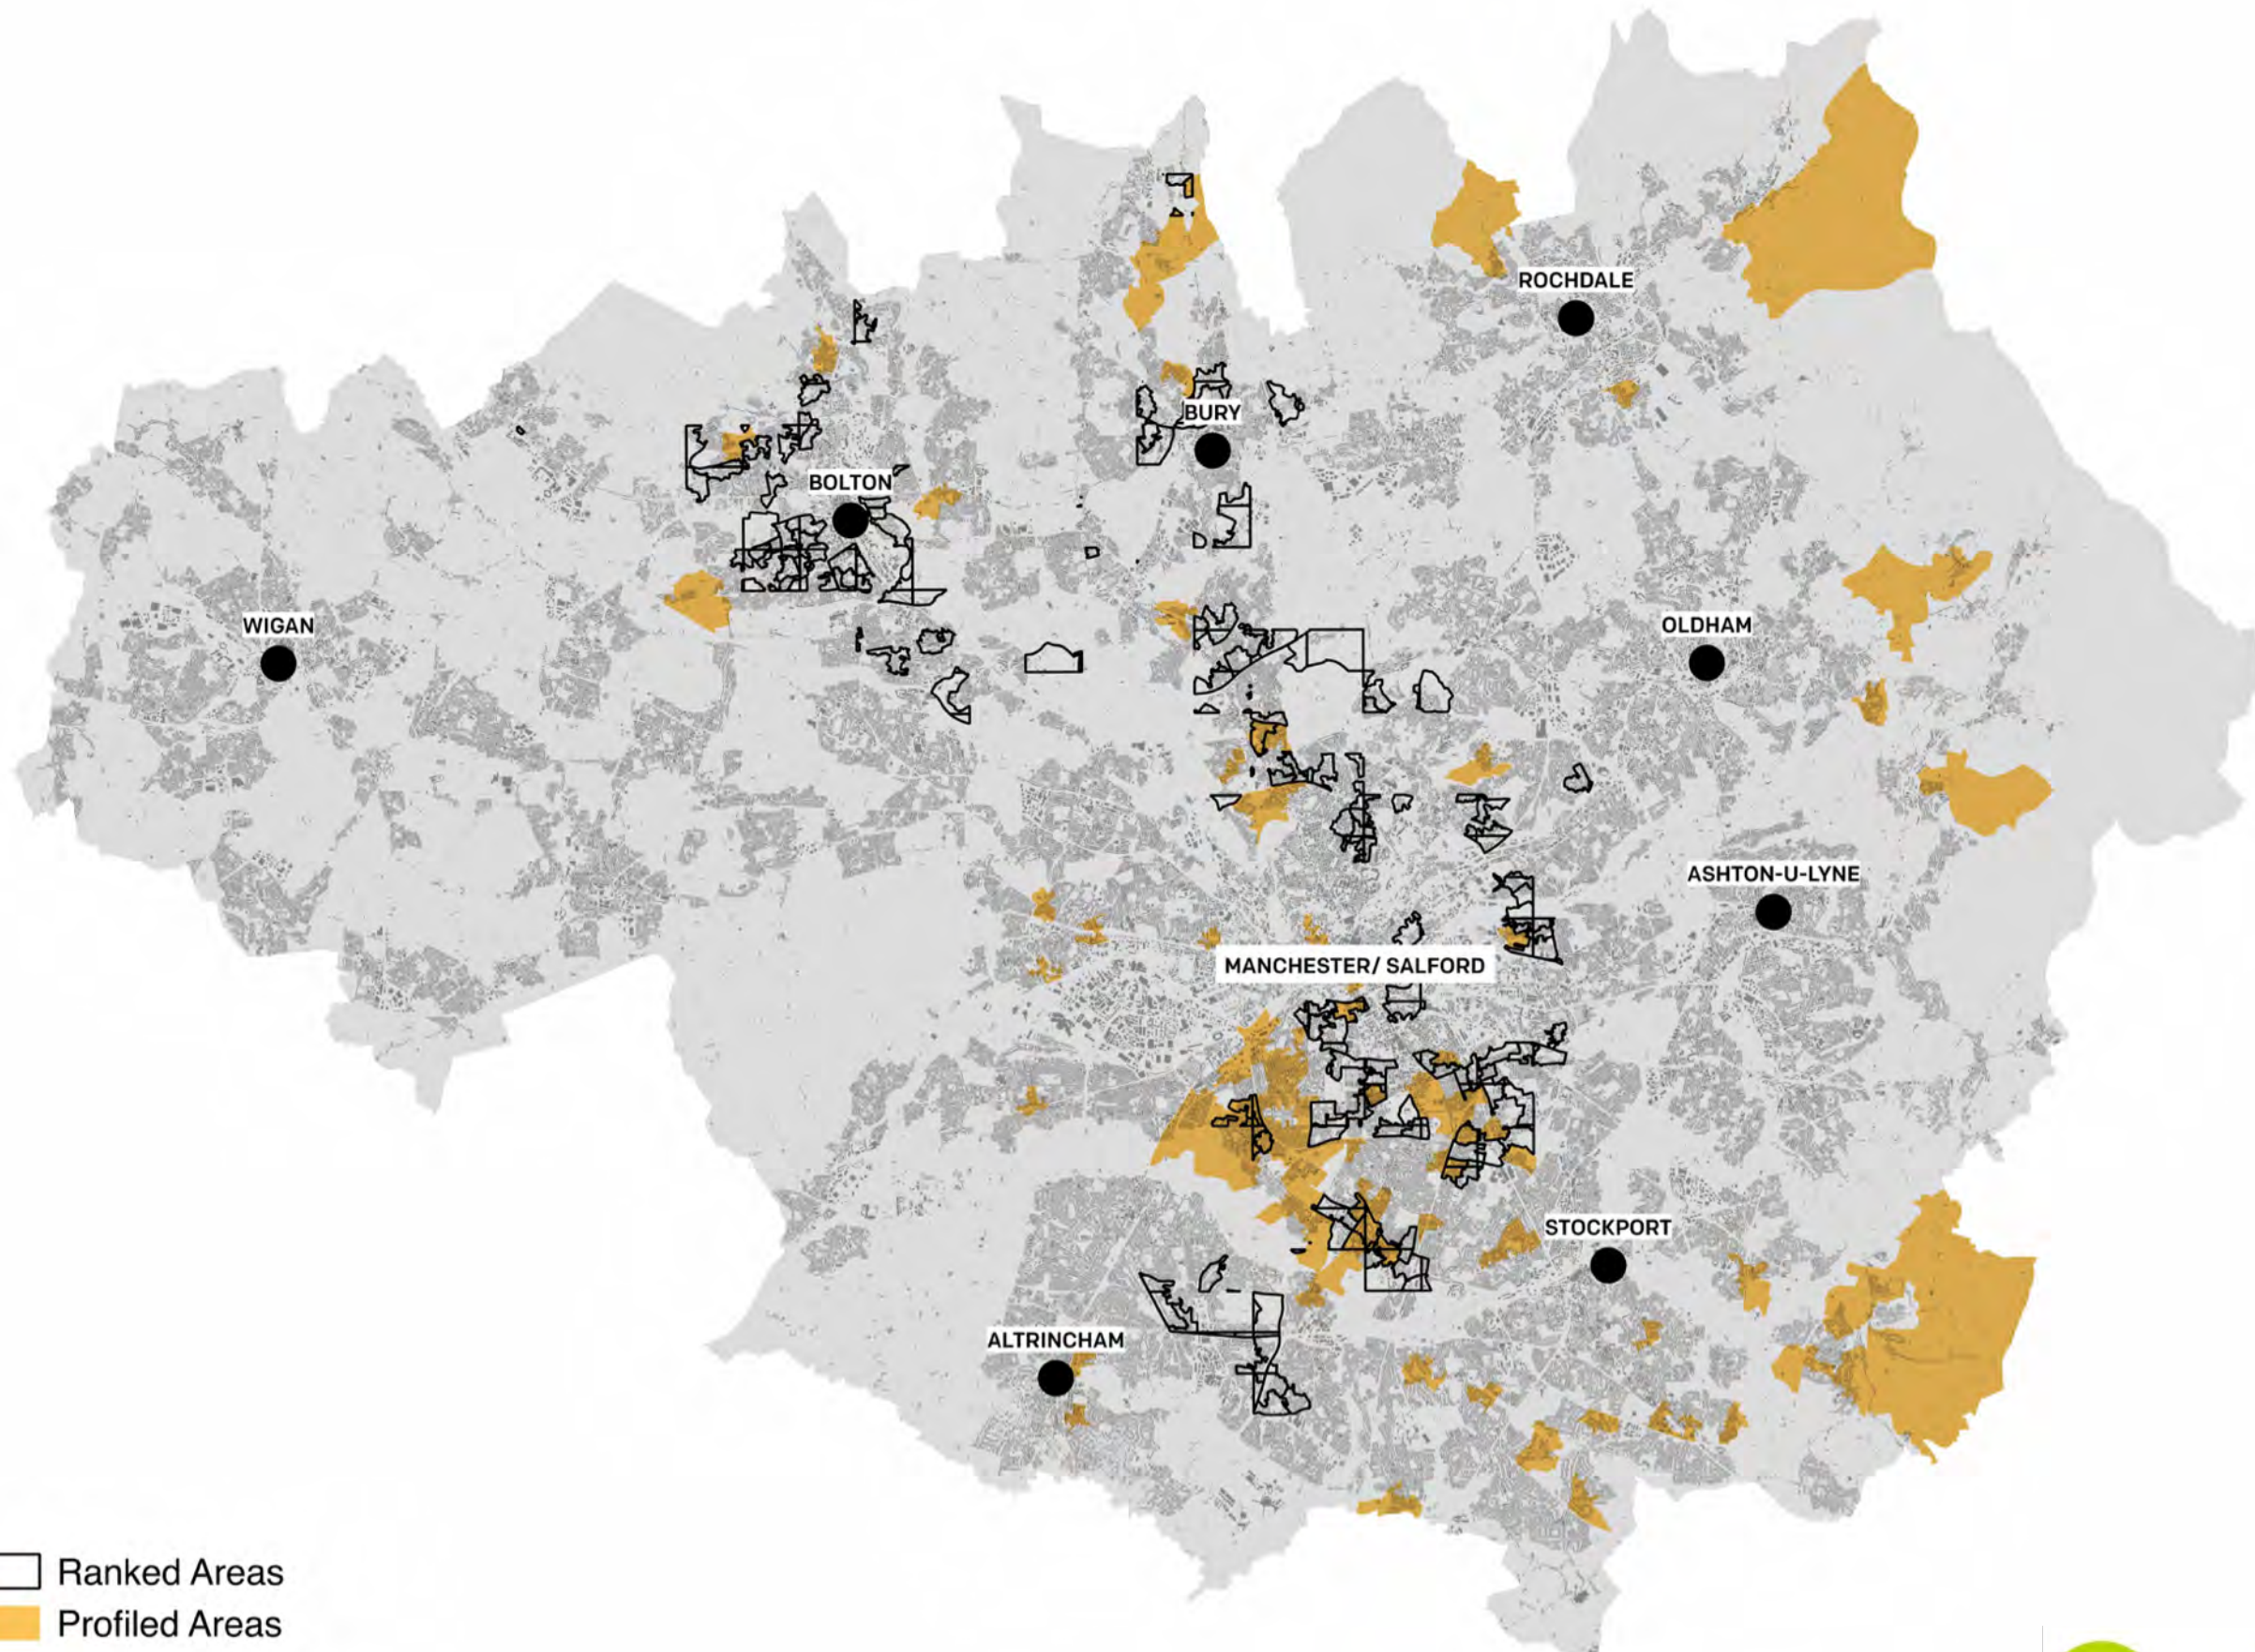 ROCHDALE
BURY
BOLTON
WIGAN
OLDHAM
ASHTON-U-LYNE
MANCHESTER/ SALFORD
STOCKPORT
ALTRINCHAM
Ranked Areas
Profiled Areas